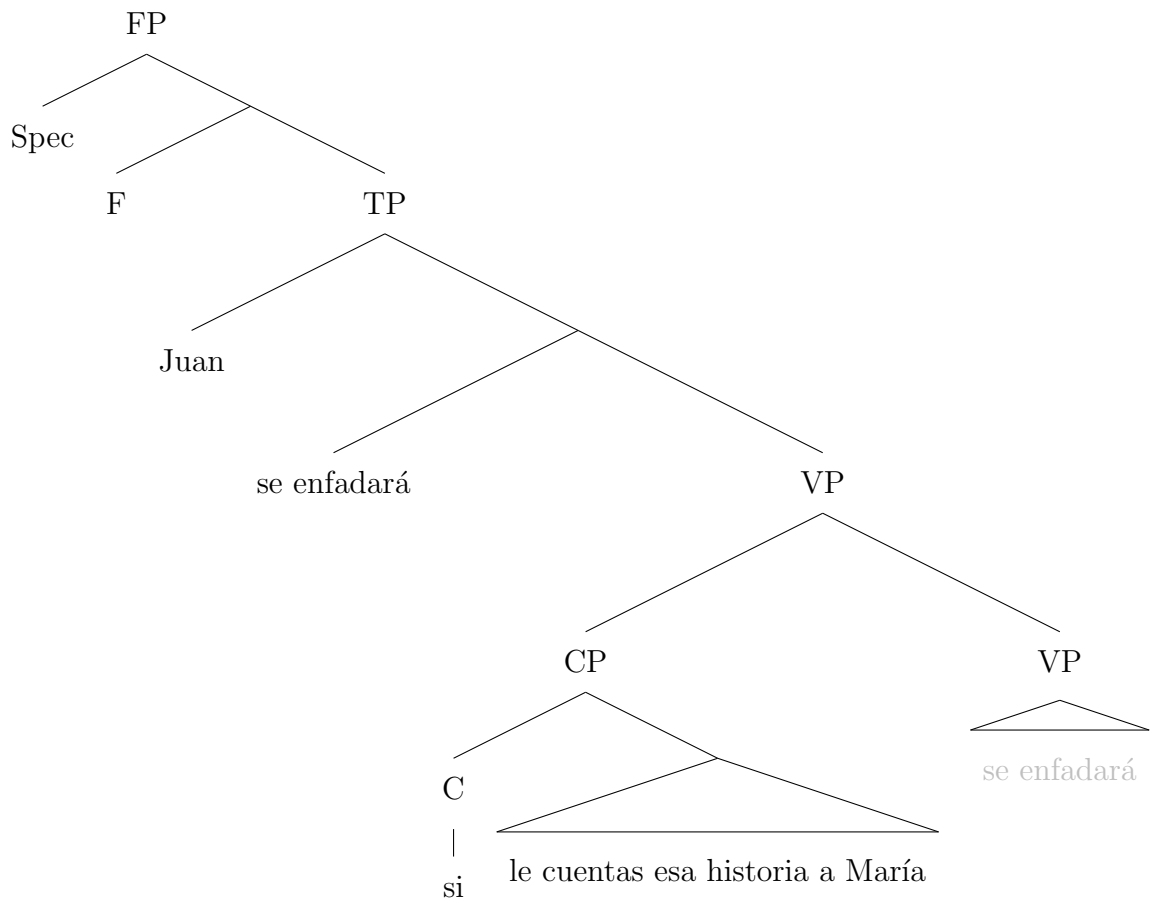 FP
Spec
F
TP
Juan
se enfadará
VP
CP
VP
C
se enfadará
si
le cuentas esa historia a María